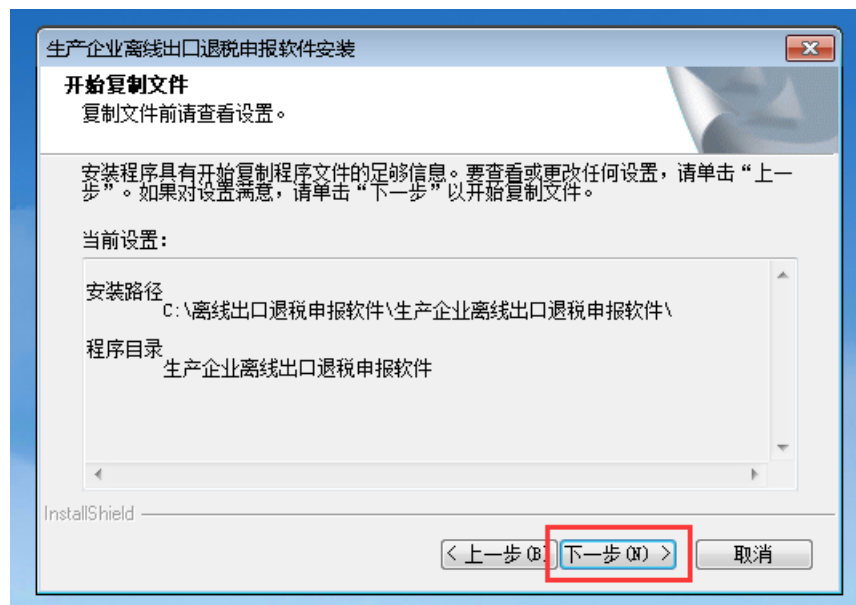 生产企业离线出口退税申报软件安装
开始复制文件
复制文件前请查看设置。
安装程序具有开始复制程序文件的足够信息。要查看或更改任何设置，请单击“上一
步”。如果对设置满意，请单击“下一步”以开始复制文件。
当前设置：
安装路径
C:\离线出口退税申报软件\生产企业离线出口退税申报软件\
程序目录
生产企业离线出口退税申报软件
InstallShield
< 上一步(B) 下一步(N) > 取消